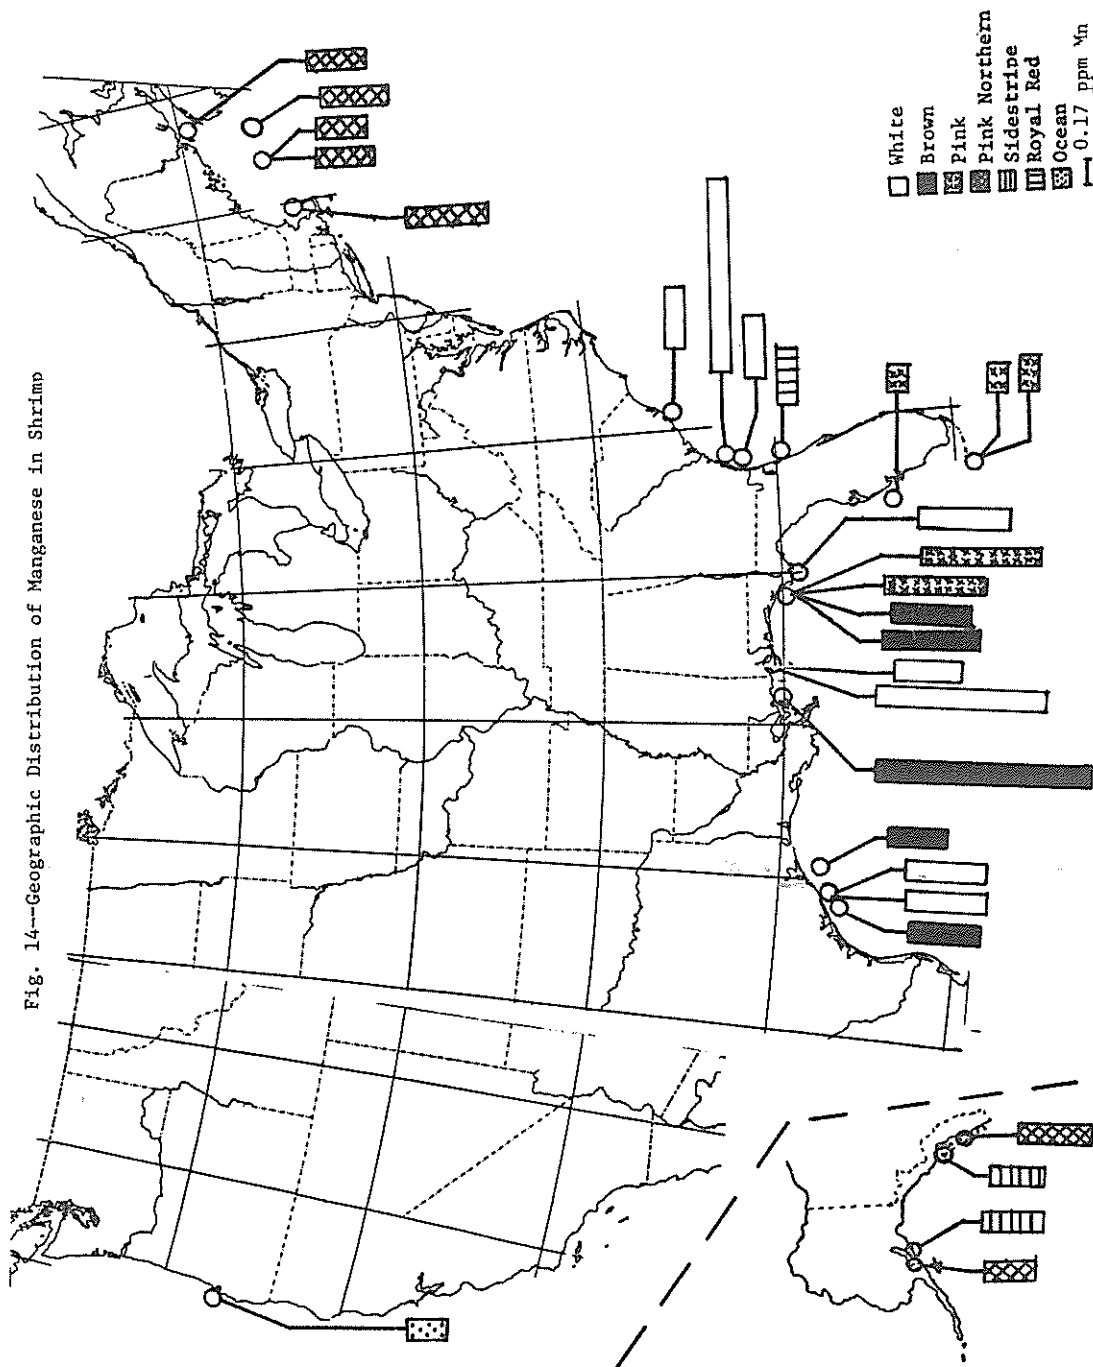 Fig. 14--Geographic Distribution of Manganese in Shrimp
White
Brown
Pink
Pink Northern
Sidestripe
Royal Red
Ocean
0.17 ppm Mn